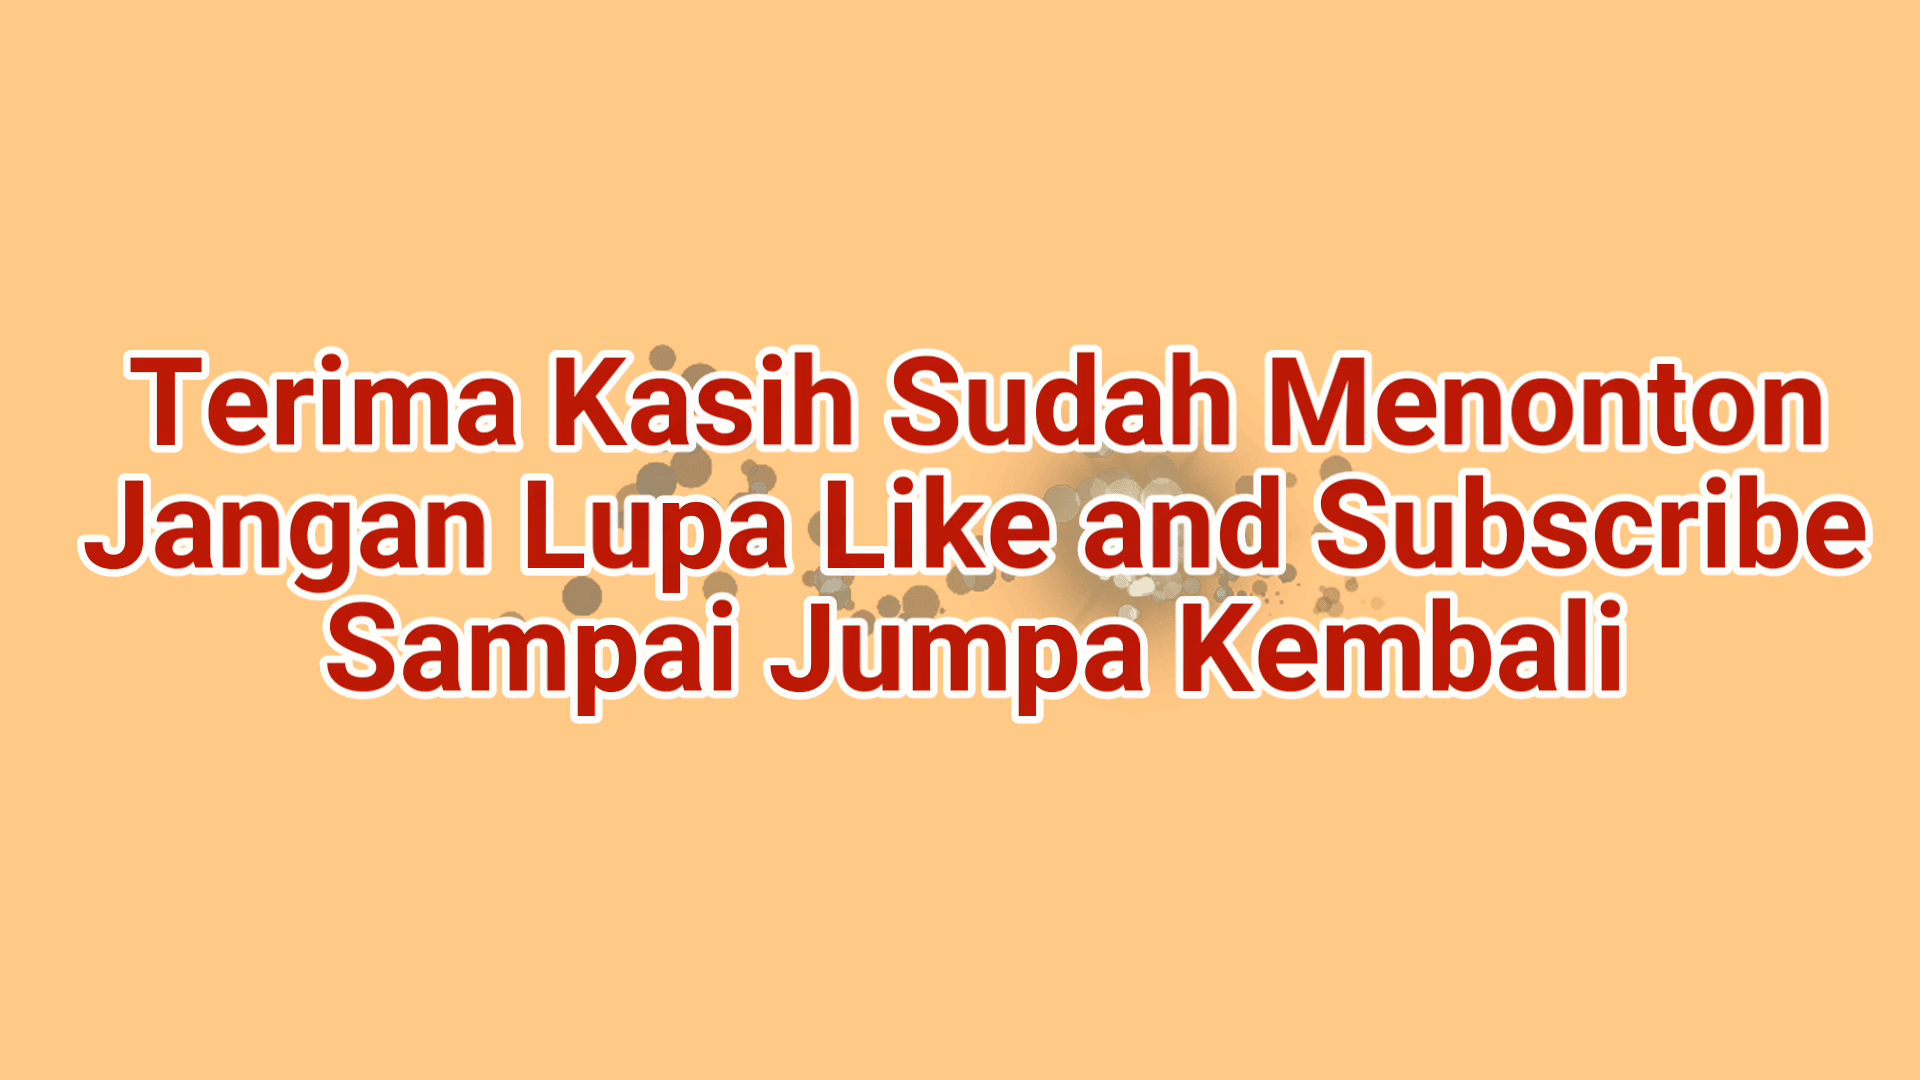 Terima Kasih Sudah Menonton
Jangan Lupa Like and Subscribe
Sampai Jumpa Kembali